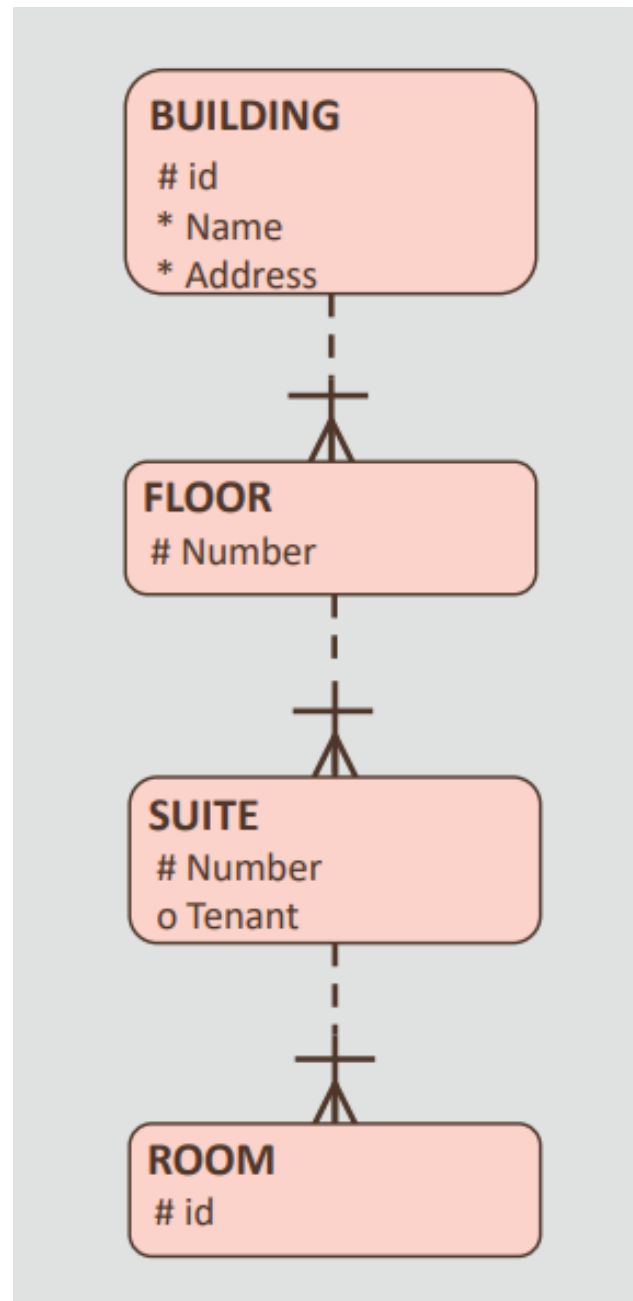 BUILDING
# id
* Name
* Address
FLOOR
# Number
SUITE
# Number
o Tenant
ROOM
# id